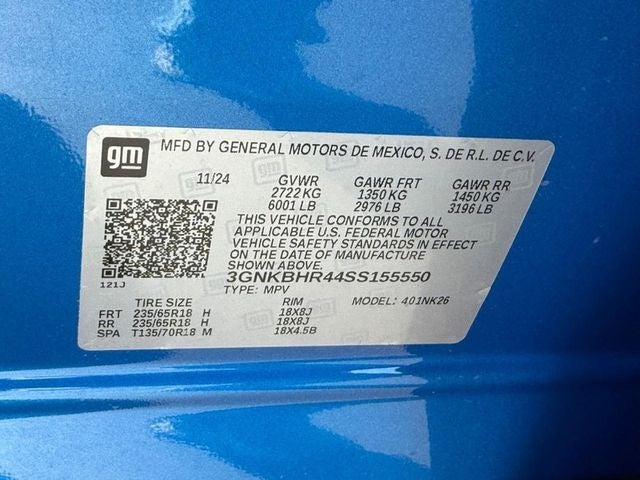 gm MFD BY GENERAL MOTORS DE MEXICO, S. DE R.L. DE C.V.
11/24 GVWR GAWR FRT GAWR RR
2722 KG 1350 KG 1450 KG
6001 LB 2976 LB 3196 LB
THIS VEHICLE CONFORMS TO ALL
APPLICABLE U.S. FEDERAL MOTOR
VEHICLE SAFETY STANDARDS IN EFFECT
ON THE DATE OF MANUFACTURE
SHOWN ABOVE.
3GNKBHR44SS155550
121J TYPE: MPV MODEL: 401NK26
TIRE SIZE RIM
FRT 235/65R18 H 18X8J
RR 235/65R18 H 18X8J
SPA T135/70R18 M 18X4.5B